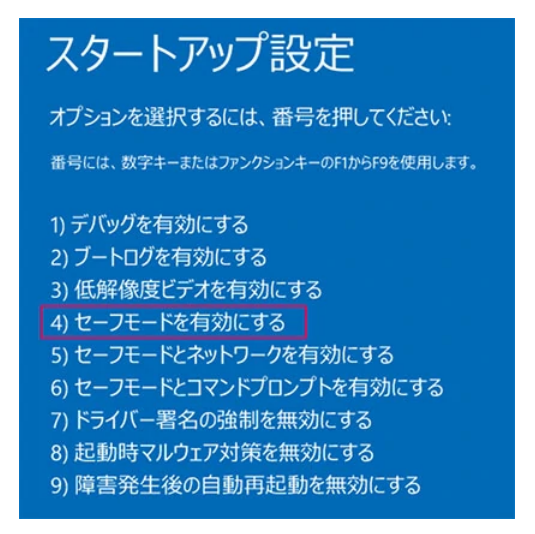 スタートアップ設定
オプションを選択するには、番号を押してください:
番号には、数字キーまたはファンクションキーのF1からF9を使用します。
1) デバッグを有効にする
2) ブートログを有効にする
3) 低解像度ビデオを有効にする
4) セーフモードを有効にする
5) セーフモードとネットワークを有効にする
6) セーフモードとコマンドプロンプトを有効にする
7) ドライバー署名の強制を無効にする
8) 起動時マルウェア対策を無効にする
9) 障害発生後の自動再起動を無効にする